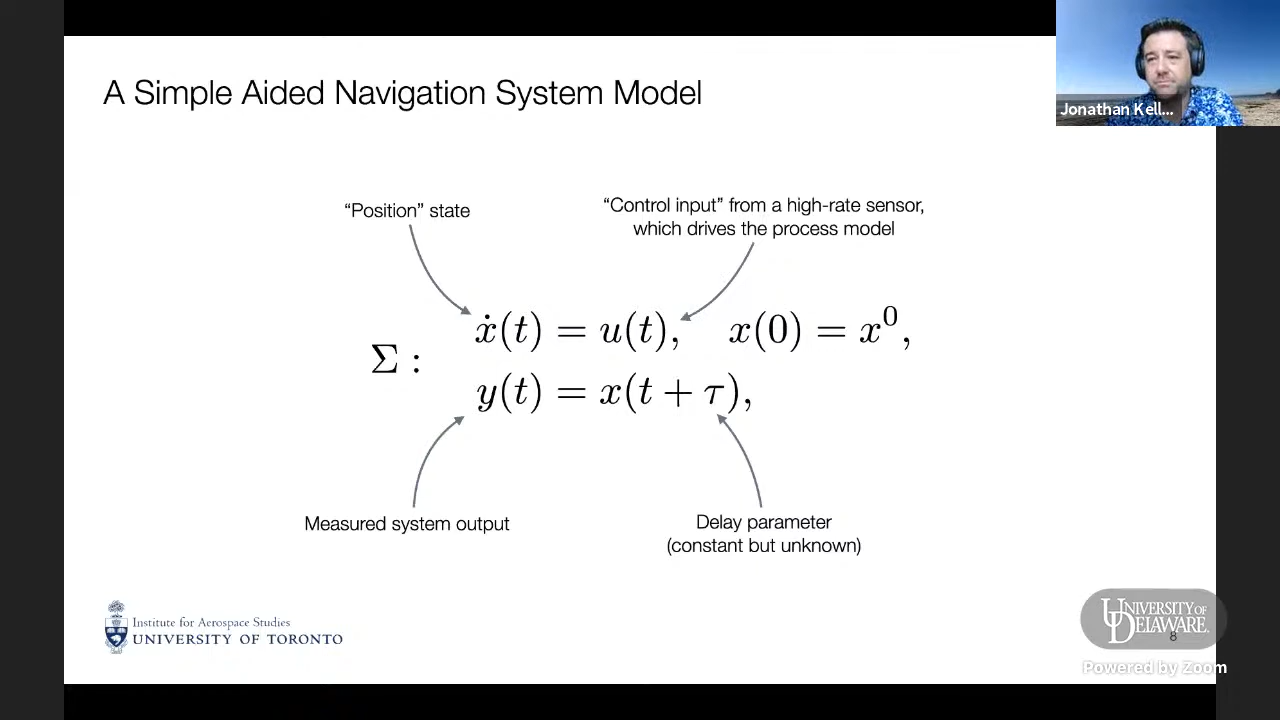 A Simple Aided Navigation System Model
Jonathan Kell...
“Position” state
“Control input” from a high-rate sensor,
which drives the process model
Σ :
ẋ(t) = u(t), x(0) = x⁰,
y(t) = x(t + τ),
Measured system output
Delay parameter
(constant but unknown)
Institute for Aerospace Studies
UNIVERSITY OF TORONTO
UNIVERSITY OF
DELAWARE.
8
Powered by Zoom